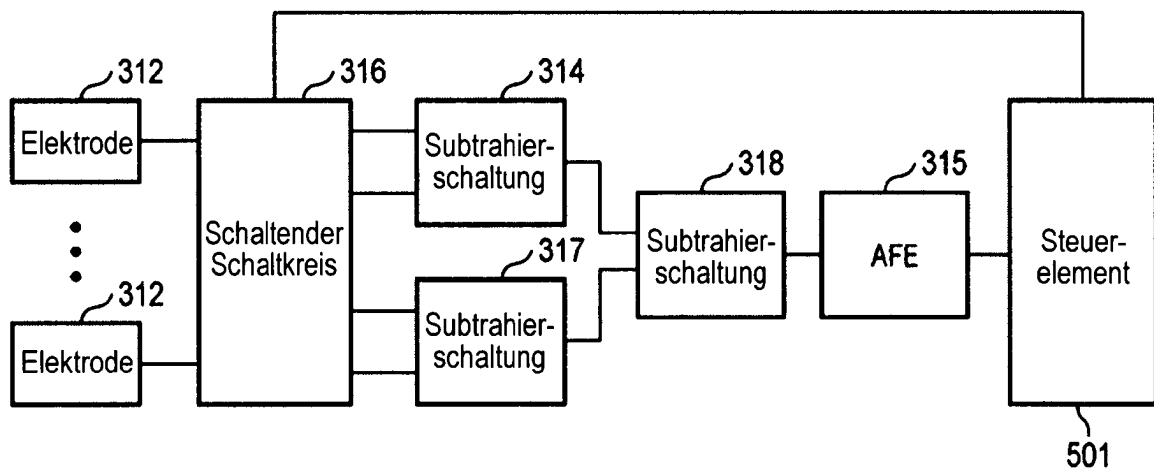 312
Elektrode
312
Elektrode
316
Schaltender
Schaltkreis
314
Subtrahier-
schaltung
317
Subtrahier-
schaltung
318
Subtrahier-
schaltung
315
AFE
Steuer-
element
501